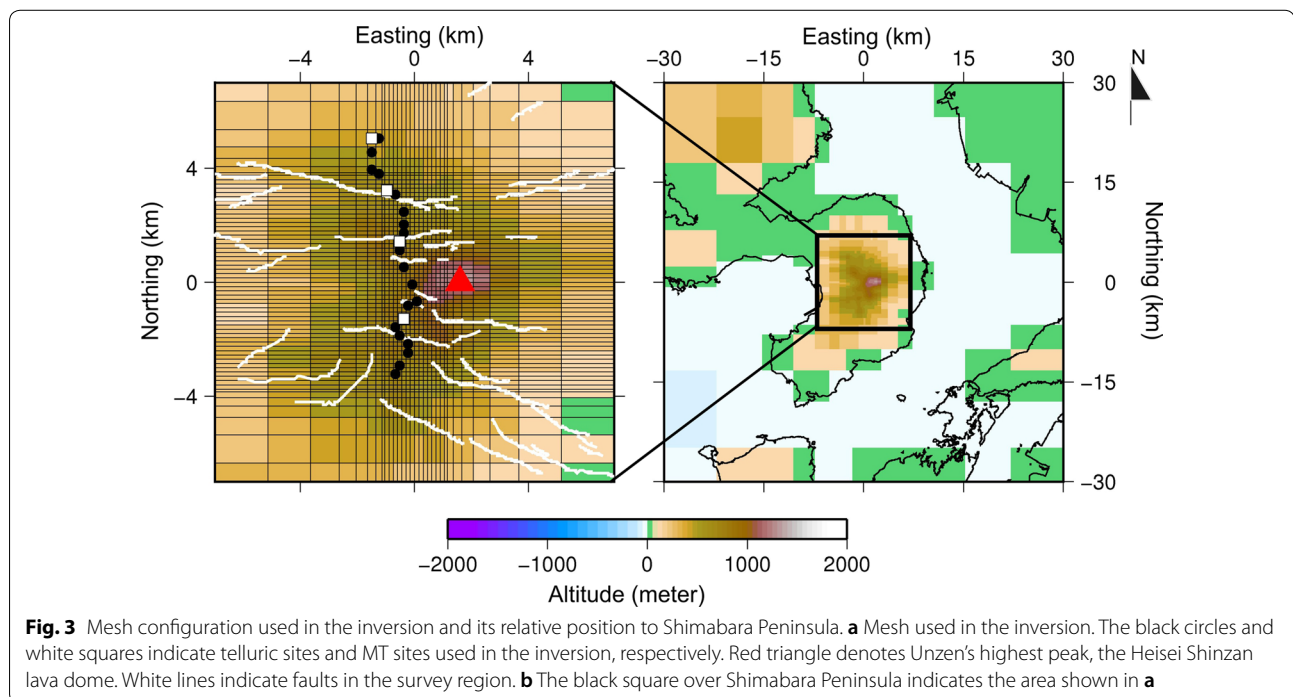 Easting (km)
−4 0 4
Northing (km)
4
0
−4
Easting (km)
−30 −15 0 15 30
N
30
15
0
−15
−30
Northing (km)
−2000 −1000 0 1000 2000
Altitude (meter)
Fig. 3 Mesh configuration used in the inversion and its relative position to Shimabara Peninsula. a Mesh used in the inversion. The black circles and
white squares indicate telluric sites and MT sites used in the inversion, respectively. Red triangle denotes Unzen's highest peak, the Heisei Shinzan
lava dome. White lines indicate faults in the survey region. b The black square over Shimabara Peninsula indicates the area shown in a